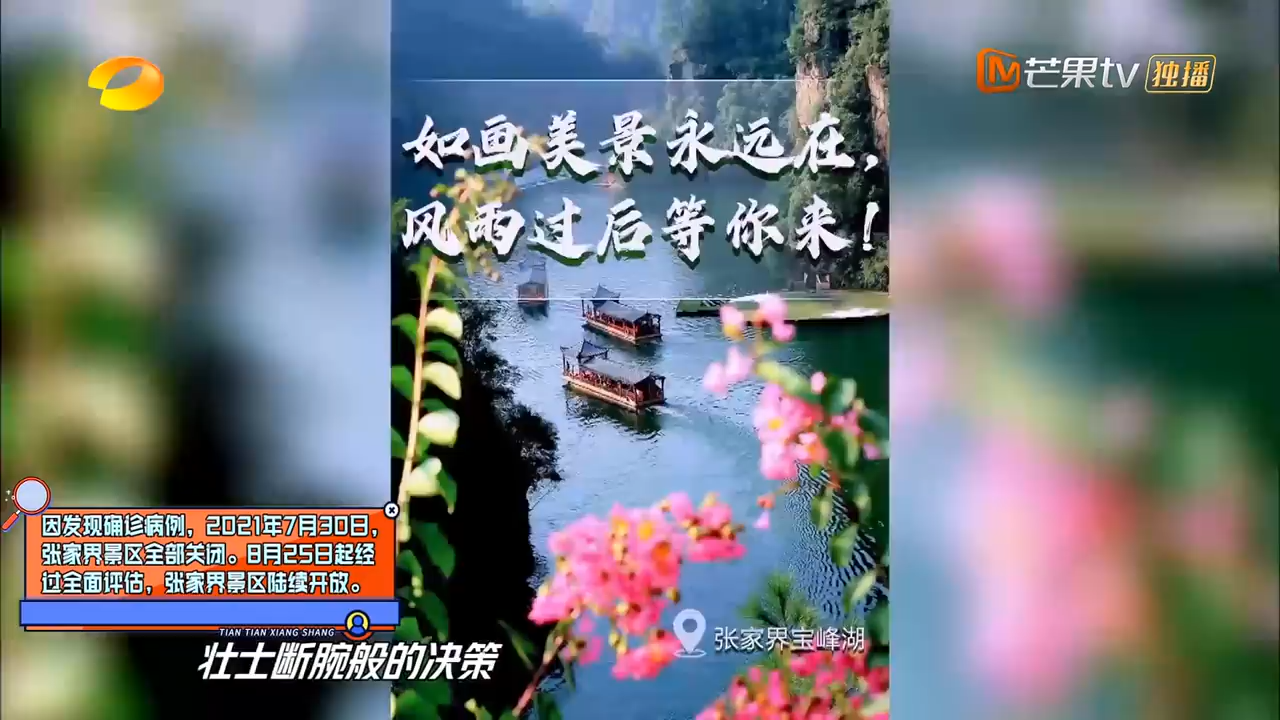 芒果tv 独播
如画美景永远在，
风雨过后等你来！
因发现确诊病例，2021年7月30日，
张家界景区全部关闭。8月25日起经
过全面评估，张家界景区陆续开放。
张家界宝峰湖
TIAN TIAN XIANG SHANG
壮士断腕般的决策